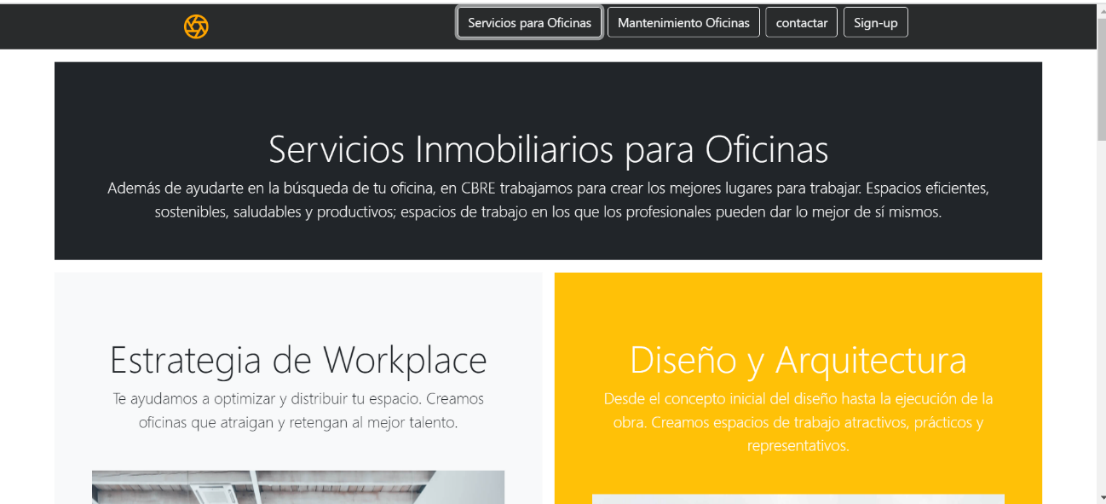 Servicios para Oficinas
Mantenimiento Oficinas
contactar
Sign-up
Servicios Inmobiliarios para Oficinas
Además de ayudarte en la búsqueda de tu oficina, en CBRE trabajamos para crear los mejores lugares para trabajar. Espacios eficientes,
sostenibles, saludables y productivos; espacios de trabajo en los que los profesionales pueden dar lo mejor de sí mismos.
Estrategia de Workplace
Te ayudamos a optimizar y distribuir tu espacio. Creamos
oficinas que atraigan y retengan al mejor talento.
Diseño y Arquitectura
Desde el concepto inicial del diseño hasta la ejecución de la
obra. Creamos espacios de trabajo atractivos, prácticos y
representativos.